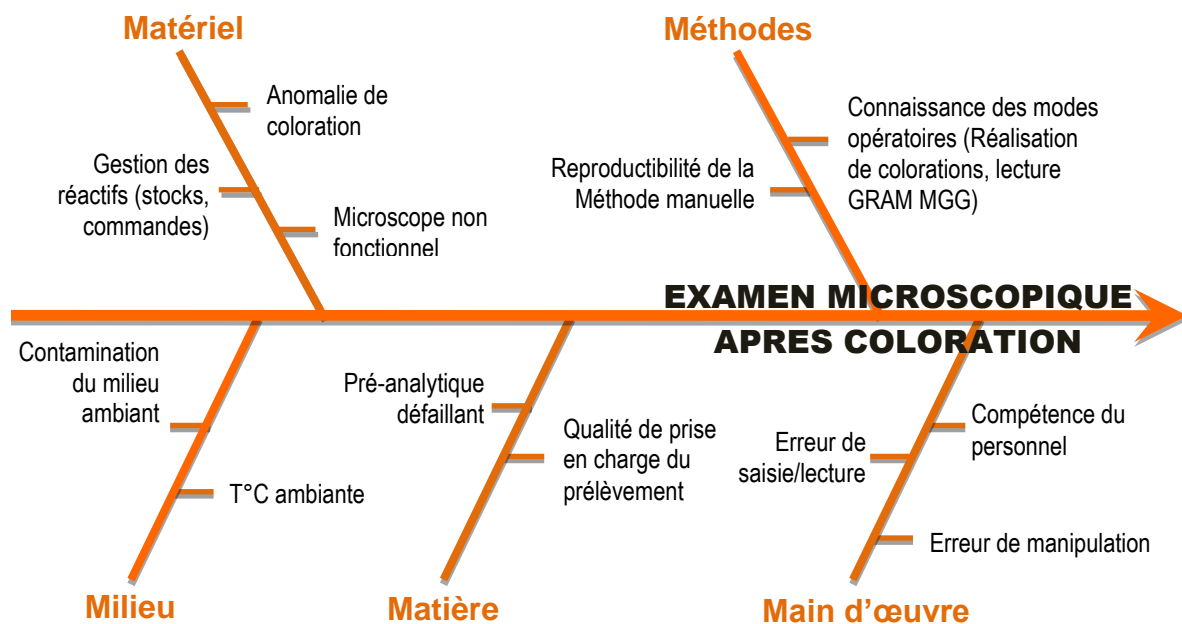 Matériel
Méthodes
Anomalie de
coloration
Gestion des
réactifs (stocks,
commandes)
Microscope non
fonctionnel
Reproductibilité de la
Méthode manuelle
Connaissance des modes
opératoires (Réalisation
de colorations, lecture
GRAM MGG)
EXAMEN MICROSCOPIQUE
APRES COLORATION
Contamination
du milieu
ambiant
T°C ambiante
Pré-analytique
défaillant
Qualité de prise
en charge du
prélèvement
Erreur de
saisie/lecture
Compétence du
personnel
Erreur de manipulation
Milieu
Matière
Main d’œuvre